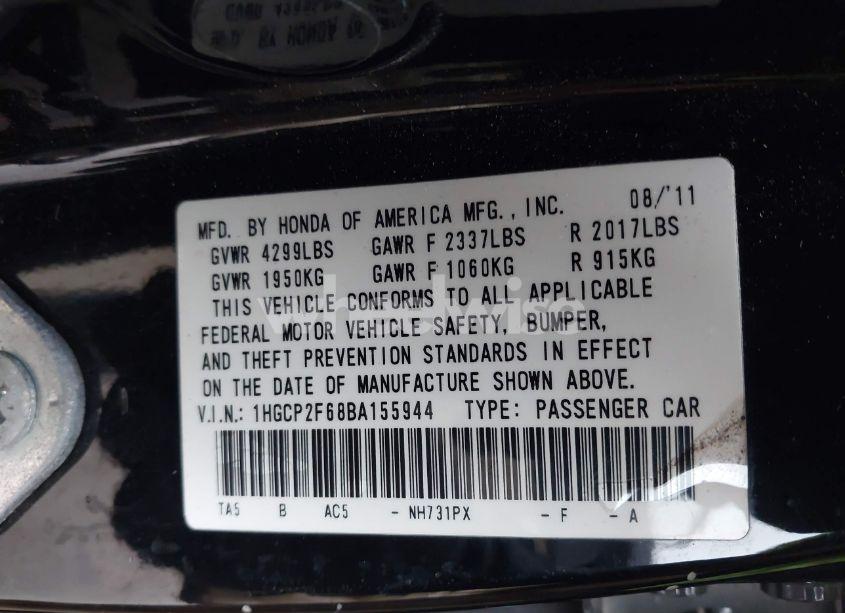 MFD. BY HONDA OF AMERICA MFG., INC. 08/'11
GVWR 4299LBS GAWR F 2337LBS R 2017LBS
GVWR 1950KG GAWR F 1060KG R 915KG
THIS VEHICLE CONFORMS TO ALL APPLICABLE
FEDERAL MOTOR VEHICLE SAFETY, BUMPER,
AND THEFT PREVENTION STANDARDS IN EFFECT
ON THE DATE OF MANUFACTURE SHOWN ABOVE.
V.I.N.: 1HGCP2F68BA155944 TYPE: PASSENGER CAR
TA5 B AC5 - NH731PX - F - A